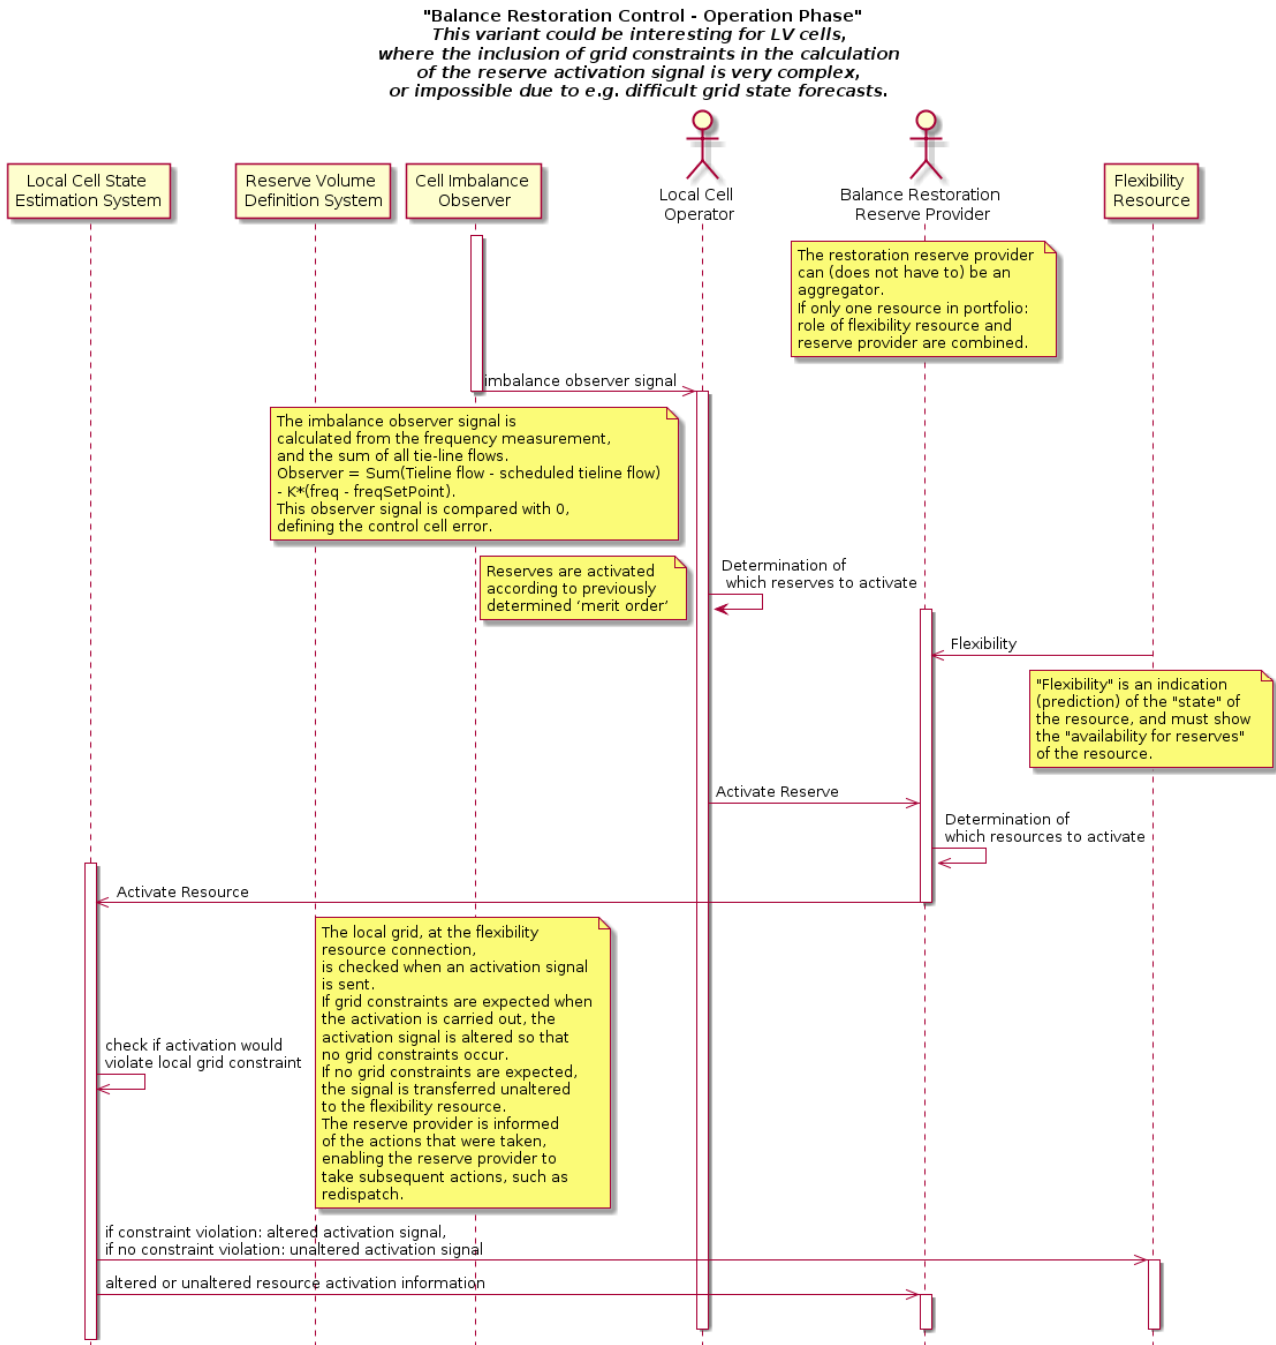 "Balance Restoration Control - Operation Phase"
This variant could be interesting for LV cells,
where the inclusion of grid constraints in the calculation
of the reserve activation signal is very complex,
or impossible due to e.g. difficult grid state forecasts.
Local Cell State
Estimation System
Reserve Volume
Definition System
Cell Imbalance
Observer
Local Cell
Operator
Balance Restoration
Reserve Provider
Flexibility
Resource
The restoration reserve provider
can (does not have to) be an
aggregator.
If only one resource in portfolio:
role of flexibility resource and
reserve provider are combined.
imbalance observer signal
The imbalance observer signal is
calculated from the frequency measurement,
and the sum of all tie-line flows.
Observer = Sum(Tieline flow - scheduled tieline flow)
- K*(freq - freqSetPoint).
This observer signal is compared with 0,
defining the control cell error.
Reserves are activated
according to previously
determined ‘merit order’
Determination of
which reserves to activate
Flexibility
"Flexibility" is an indication
(prediction) of the "state" of
the resource, and must show
the "availability for reserves"
of the resource.
Activate Reserve
Determination of
which resources to activate
Activate Resource
The local grid, at the flexibility
resource connection,
is checked when an activation signal
is sent.
If grid constraints are expected when
the activation is carried out, the
activation signal is altered so that
no grid constraints occur.
If no grid constraints are expected,
the signal is transferred unaltered
to the flexibility resource.
The reserve provider is informed
of the actions that were taken,
enabling the reserve provider to
take subsequent actions, such as
redispatch.
check if activation would
violate local grid constraint
if constraint violation: altered activation signal,
if no constraint violation: unaltered activation signal
altered or unaltered resource activation information